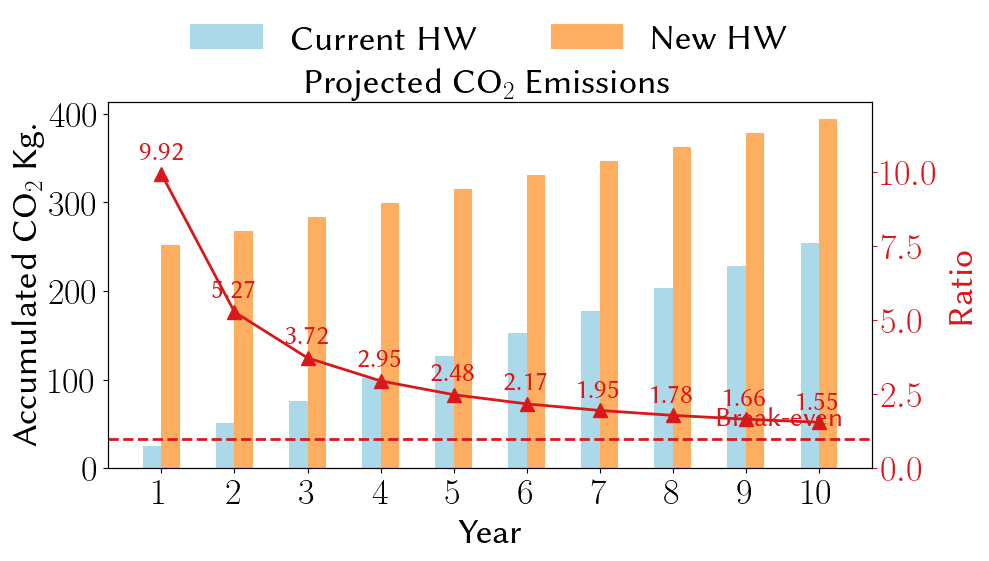 Current HW
New HW
Projected CO₂ Emissions
Accumulated CO₂ Kg.
400
300
200
100
0
9.92
5.27
3.72
2.95
2.48
2.17
1.95
1.78
1.66
1.55
Break-even
10.0
7.5
5.0
2.5
0.0
Ratio
1 2 3 4 5 6 7 8 9 10
Year